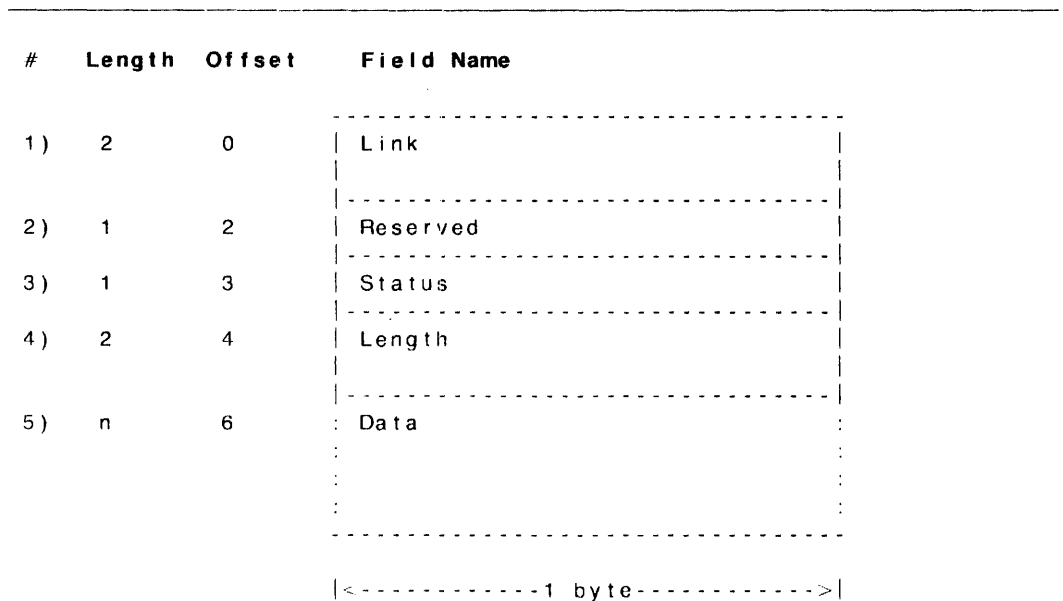 # Length Offset Field Name
1) 2 0 Link
2) 1 2 Reserved
3) 1 3 Status
4) 2 4 Length
5) n 6 Data
|<------------1 byte------------>|